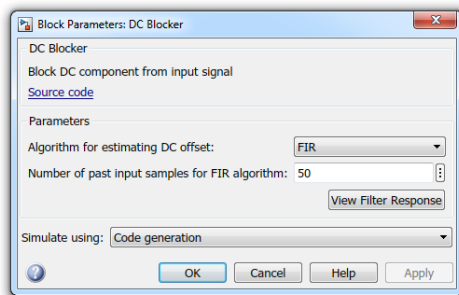 Block Parameters: DC Blocker
DC Blocker
Block DC component from input signal
Source code
Parameters
Algorithm for estimating DC offset: FIR
Number of past input samples for FIR algorithm: 50
View Filter Response
Simulate using: Code generation
OK Cancel Help Apply